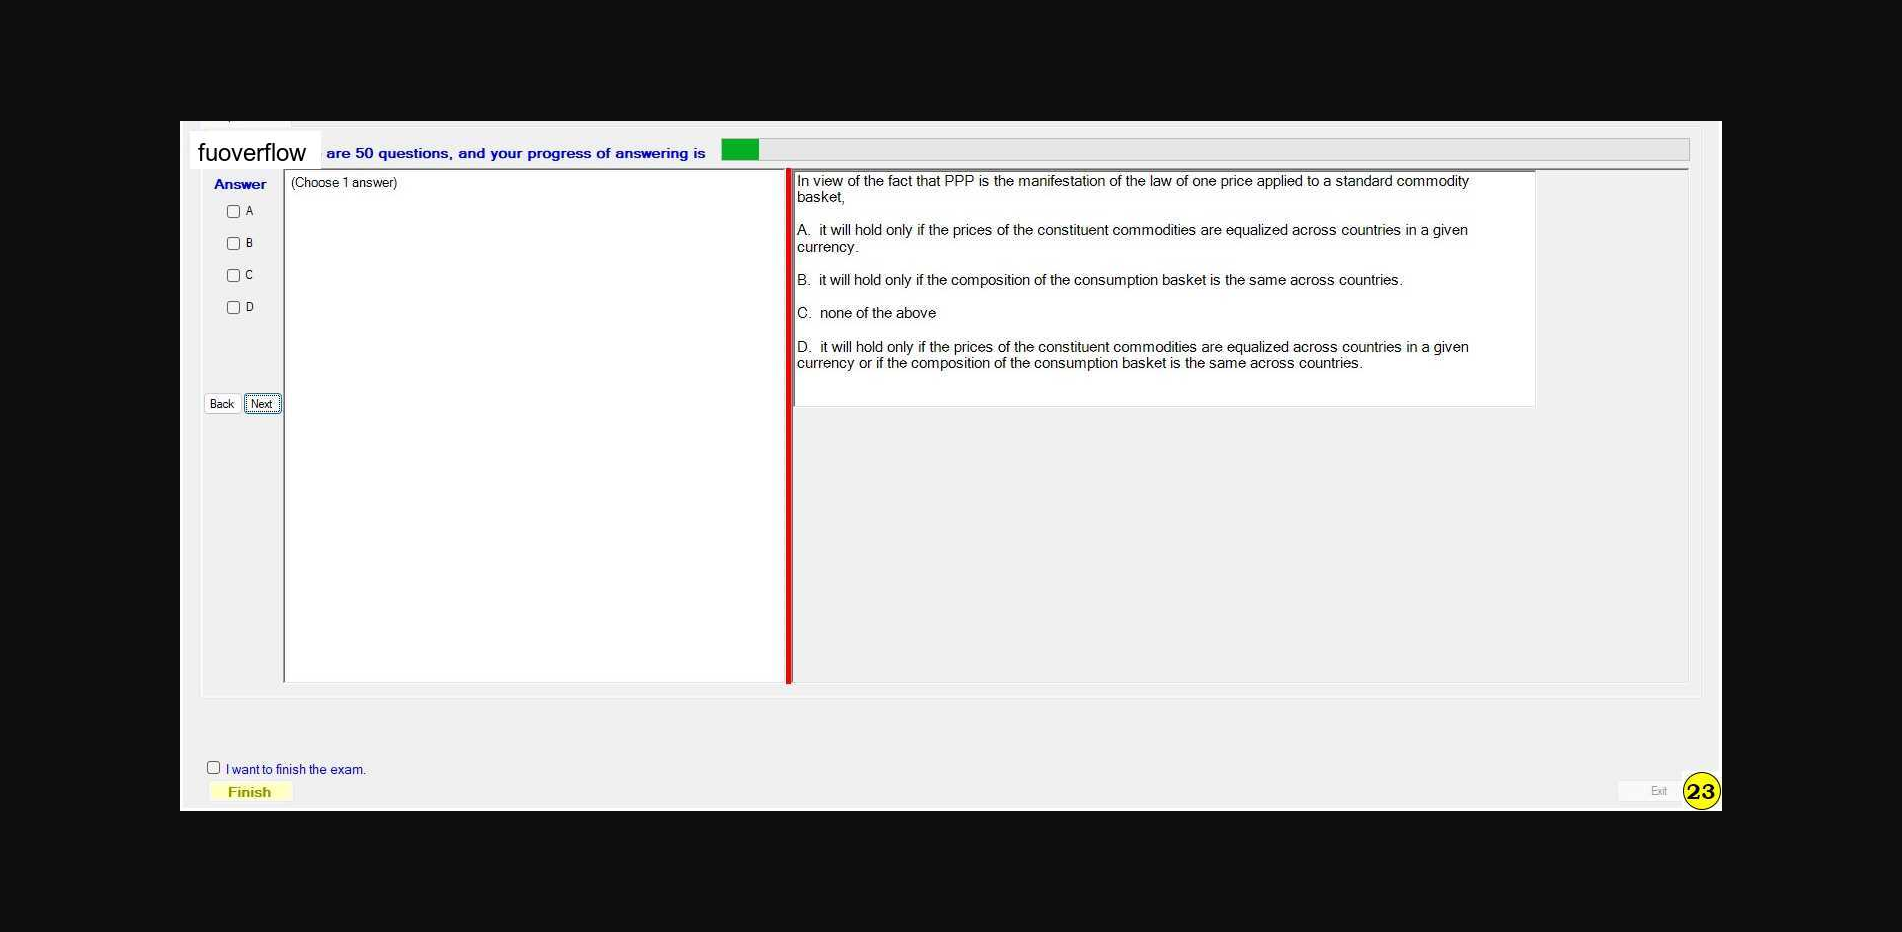 fuoverflow are 50 questions, and your progress of answering is
Answer
A
B
C
D
Back Next
(Choose 1 answer)
In view of the fact that PPP is the manifestation of the law of one price applied to a standard commodity
basket,
A. it will hold only if the prices of the constituent commodities are equalized across countries in a given
currency.
B. it will hold only if the composition of the consumption basket is the same across countries.
C. none of the above
D. it will hold only if the prices of the constituent commodities are equalized across countries in a given
currency or if the composition of the consumption basket is the same across countries.
I want to finish the exam.
Finish
Exit
23